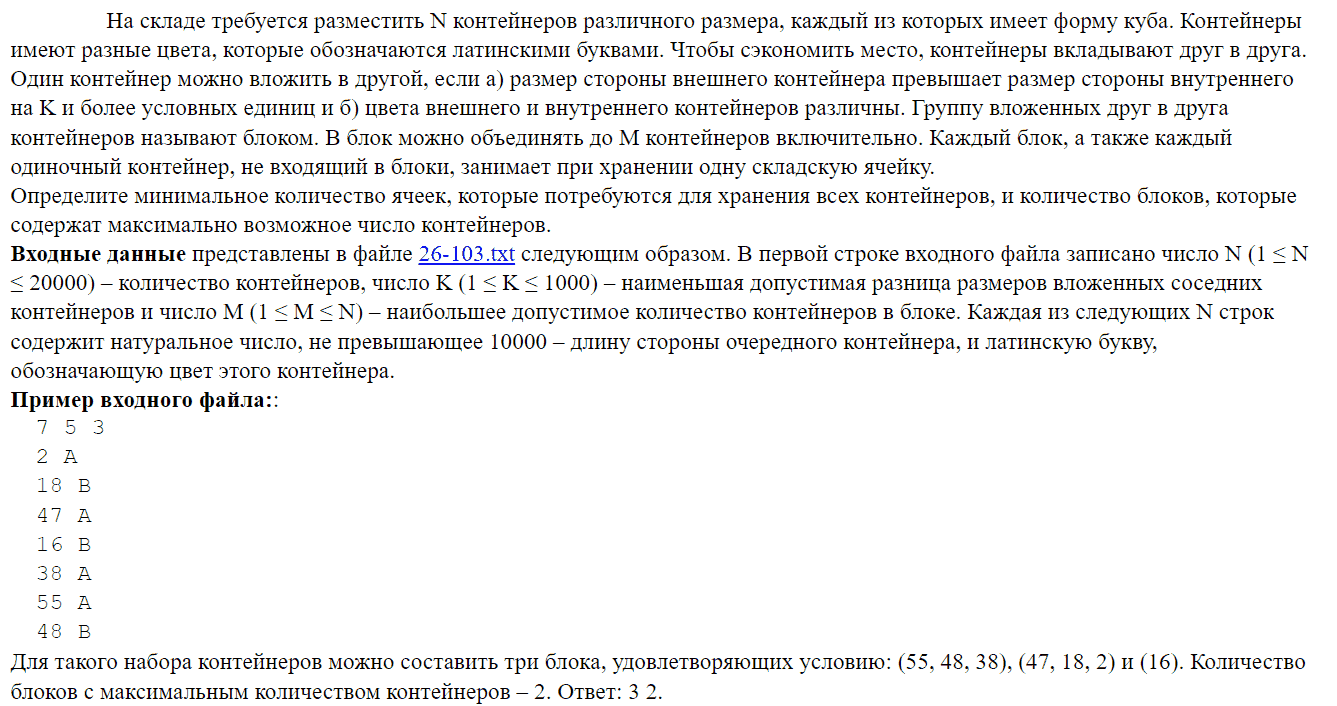 На складе требуется разместить N контейнеров различного размера, каждый из которых имеет форму куба. Контейнеры
имеют разные цвета, которые обозначаются латинскими буквами. Чтобы сэкономить место, контейнеры вкладывают друг в друга.
Один контейнер можно вложить в другой, если а) размер стороны внешнего контейнера превышает размер стороны внутреннего
на K и более условных единиц и б) цвета внешнего и внутреннего контейнеров различны. Группу вложенных друг в друга
контейнеров называют блоком. В блок можно объединять до M контейнеров включительно. Каждый блок, а также каждый
одиночный контейнер, не входящий в блоки, занимает при хранении одну складскую ячейку.
Определите минимальное количество ячеек, которые потребуются для хранения всех контейнеров, и количество блоков, которые
содержат максимально возможное число контейнеров.
Входные данные представлены в файле 26-103.txt следующим образом. В первой строке входного файла записано число N (1 ≤ N
≤ 20000) – количество контейнеров, число K (1 ≤ K ≤ 1000) – наименьшая допустимая разница размеров вложенных соседних
контейнеров и число M (1 ≤ M ≤ N) – наибольшее допустимое количество контейнеров в блоке. Каждая из следующих N строк
содержит натуральное число, не превышающее 10000 – длину стороны очередного контейнера, и латинскую букву,
обозначающую цвет этого контейнера.
Пример входного файла::
7 5 3
2 A
18 B
47 A
16 B
38 A
55 A
48 B
Для такого набора контейнеров можно составить три блока, удовлетворяющих условию: (55, 48, 38), (47, 18, 2) и (16). Количество
блоков с максимальным количеством контейнеров – 2. Ответ: 3 2.